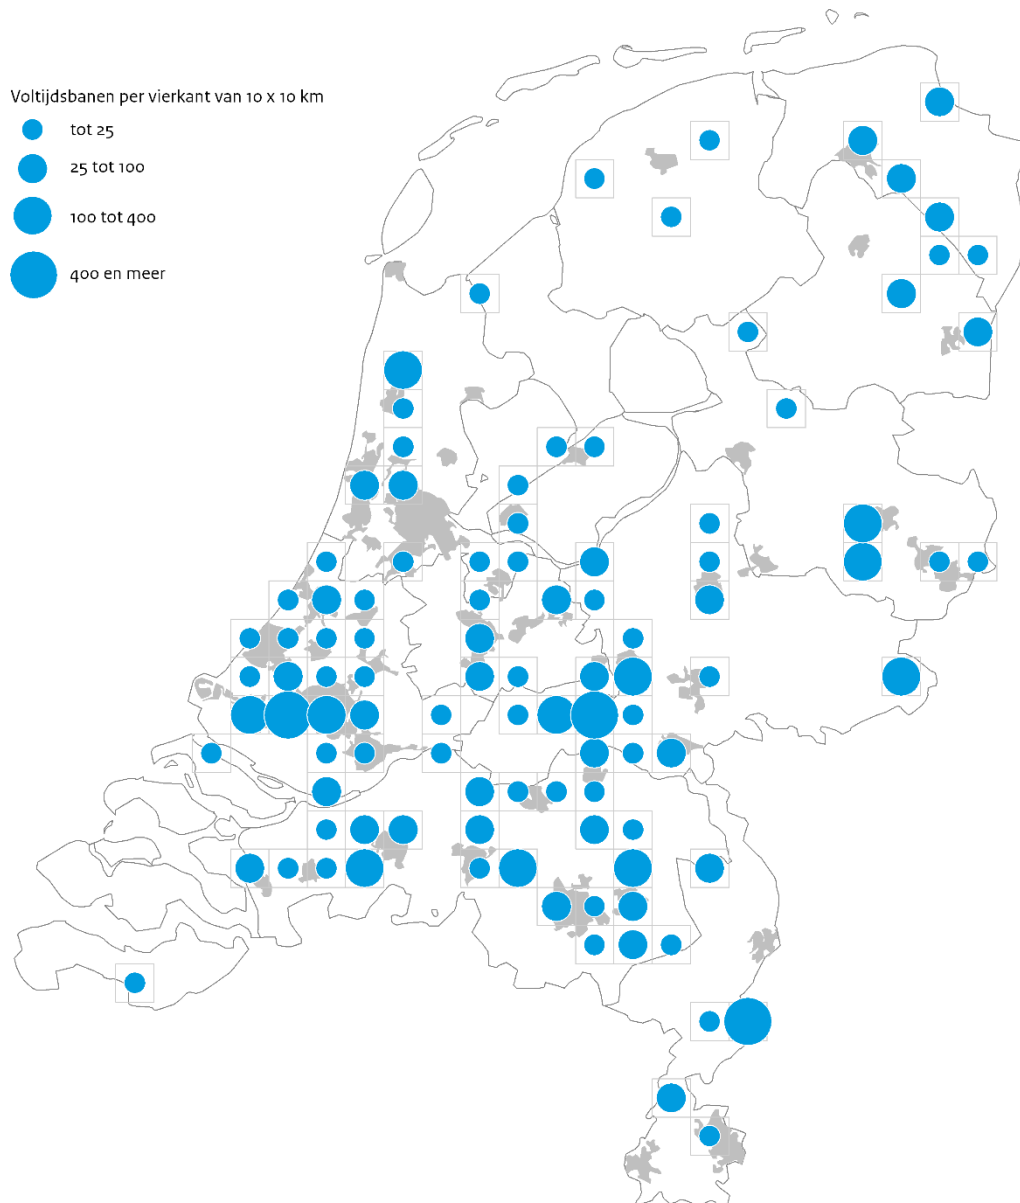 Voltijdsbanen per vierkant van 10 x 10 km
tot 25
25 tot 100
100 tot 400
400 en meer